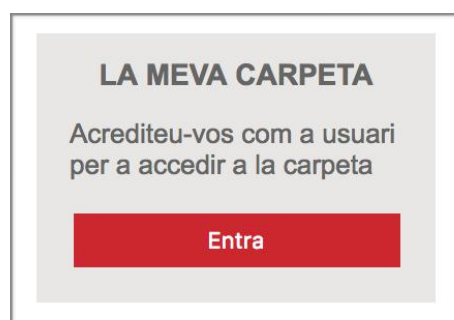 LA MEVA CARPETA
Acrediteu-vos com a usuari
per a accedir a la carpeta
Entra